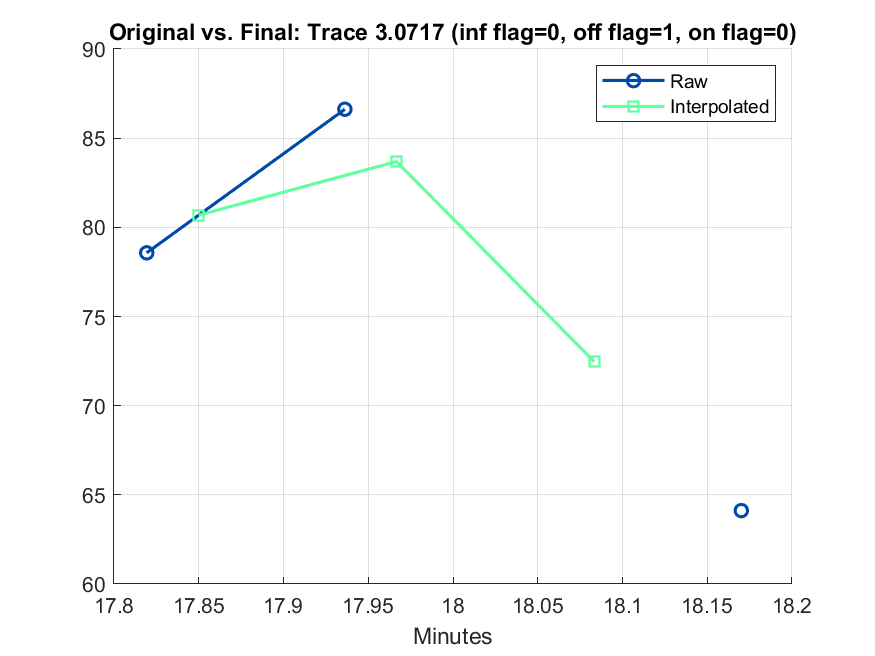 Original vs. Final: Trace 3.0717 (inf flag=0, off flag=1, on flag=0)
90
Raw
Interpolated
85
80
75
70
65
60
17.8 17.85 17.9 17.95 18 18.05 18.1 18.15 18.2
Minutes